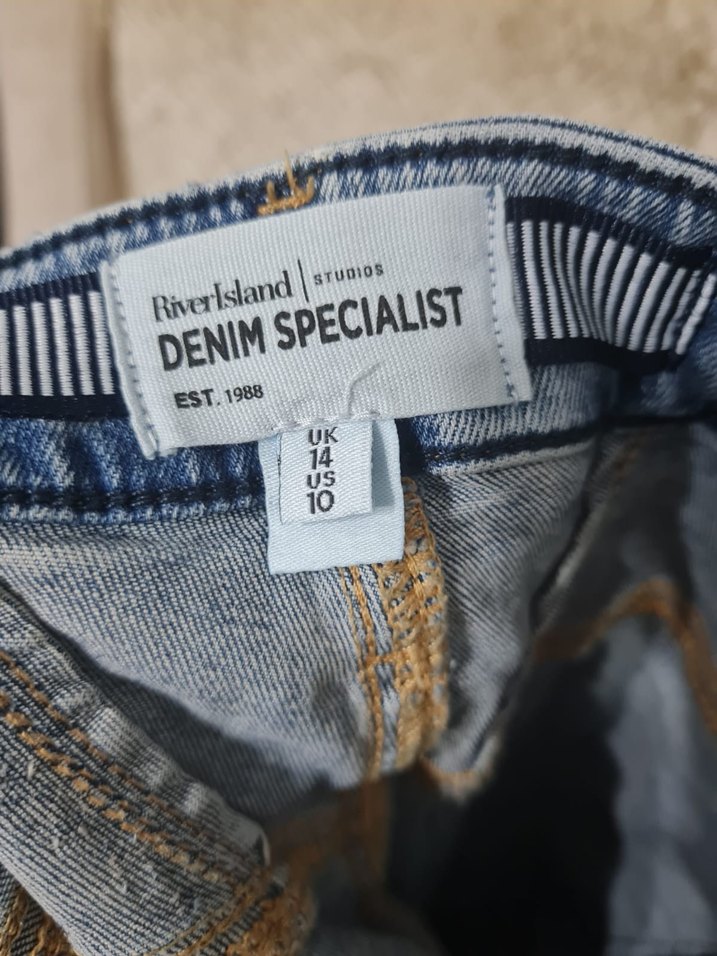 RiverIsland | STUDIOS
DENIM SPECIALIST
EST. 1988
UK
14
US
10